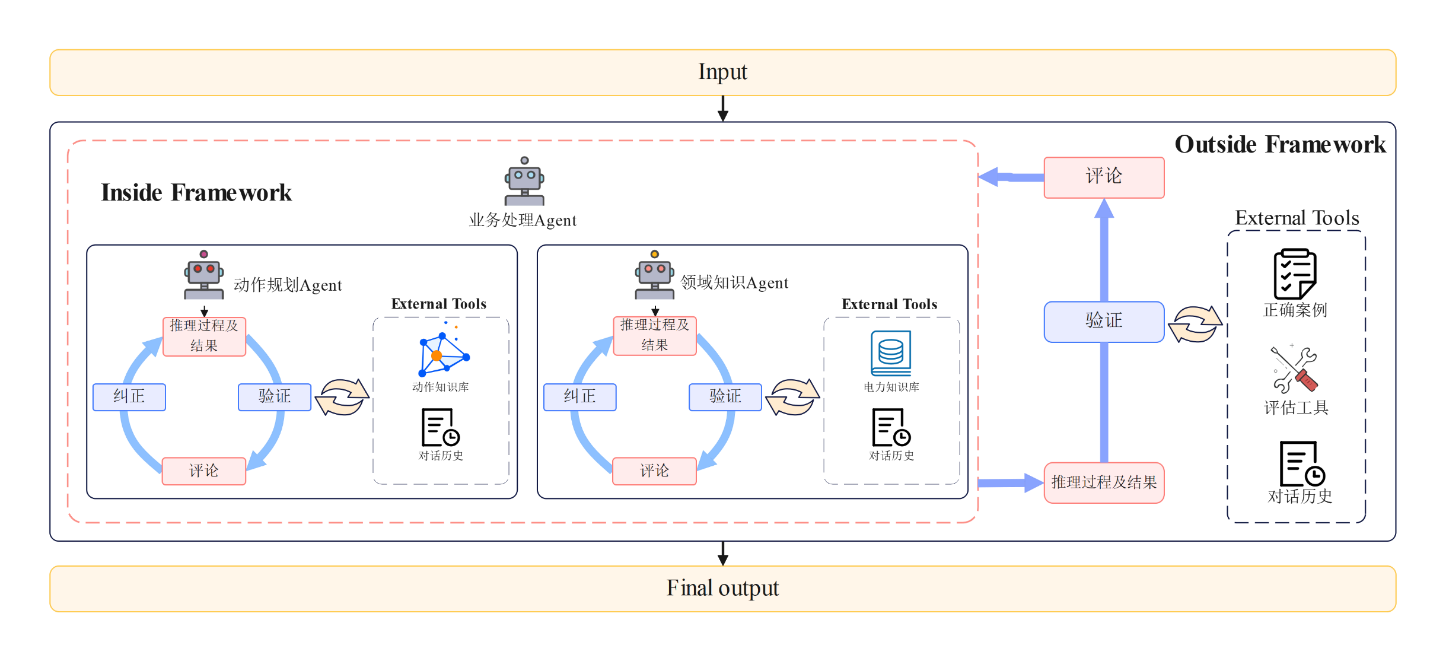 Input
Outside Framework
Inside Framework
业务处理Agent
动作规划Agent
推理过程及
结果
纠正
验证
评论
External Tools
动作知识库
对话历史
领域知识Agent
推理过程及
结果
纠正
验证
评论
External Tools
电力知识库
对话历史
评论
验证
推理过程及结果
External Tools
正确案例
评估工具
对话历史
Final output